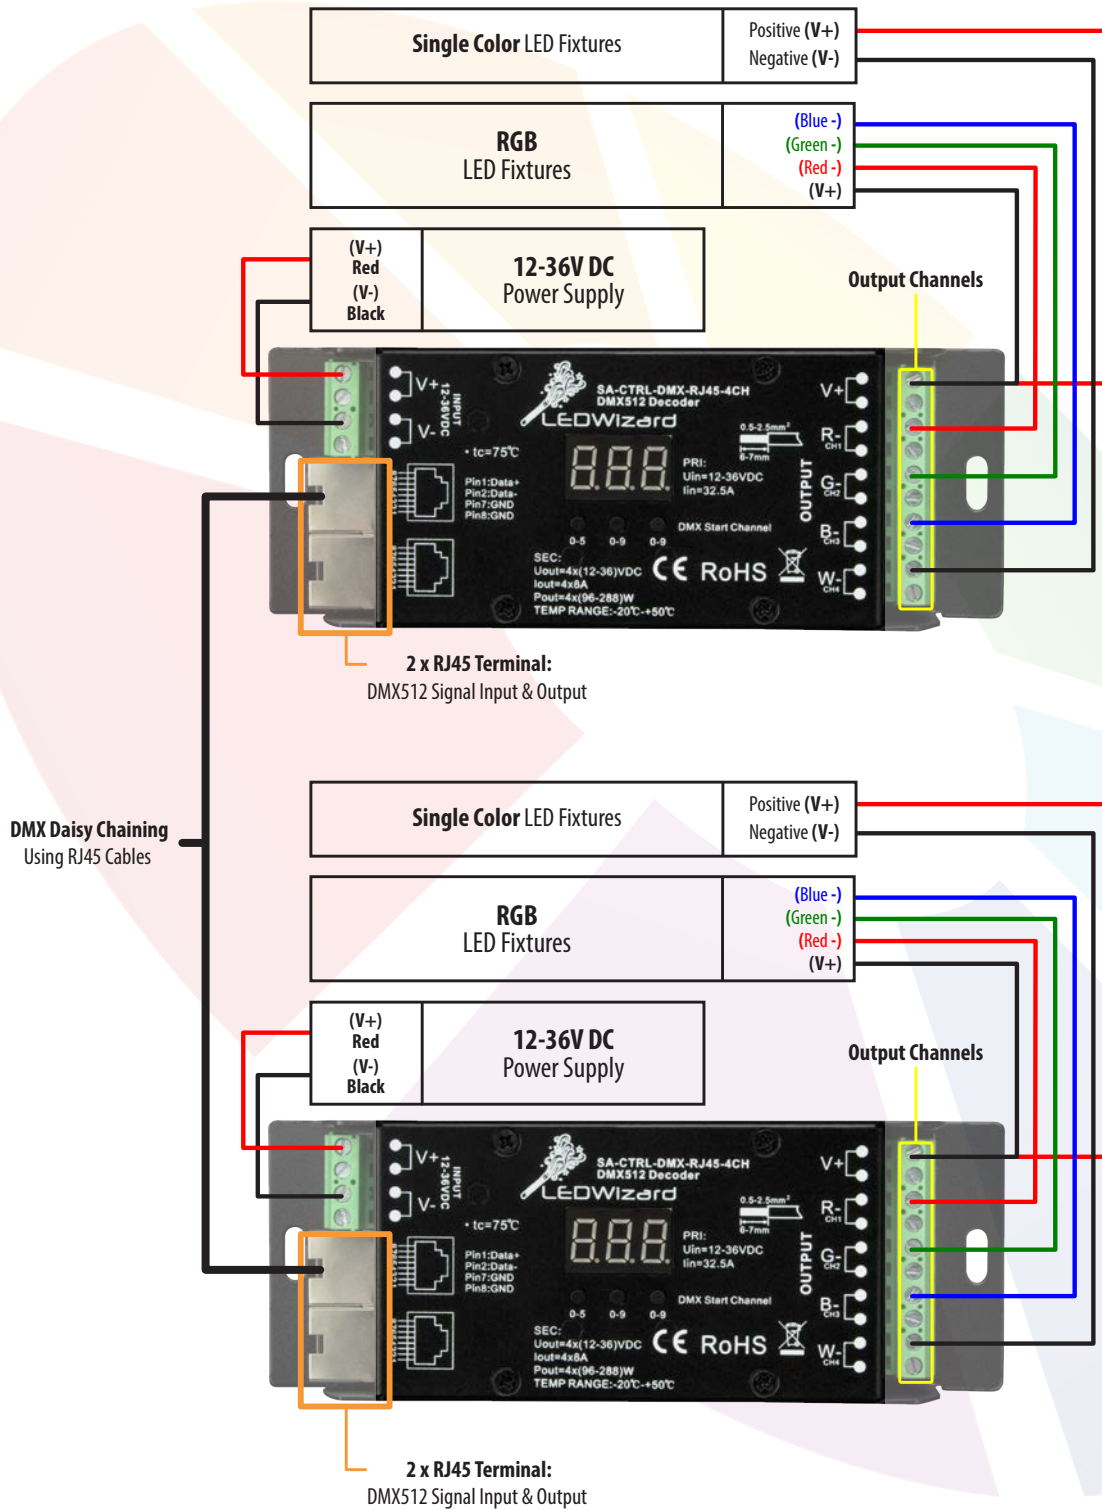 Single Color LED Fixtures
Positive (V+)
Negative (V-)
RGB
LED Fixtures
(Blue -)
(Green -)
(Red -)
(V+)
(V+)
Red
(V-)
Black
12-36V DC
Power Supply
Output Channels
V+
V-
INPUT
12-36VDC
LEDWizard
SA-CTRL-DMX-RJ45-4CH
DMX512 Decoder
• tc=75℃
0.5-2.5mm²
6-7mm
Pin1:Data+
Pin2:Data-
Pin7:GND
Pin8:GND
PRI:
Uin=12-36VDC
Iin=32.5A
0-5 0-9 0-9
DMX Start Channel
SEC:
Uout=4x(12-36)VDC
Iout=4x8A
Pout=4x(96-288)W
TEMP RANGE:-20℃-+50℃
CE RoHS
OUTPUT
V+
R-
CH1
G-
CH2
B-
CH3
W-
CH4
2 x RJ45 Terminal:
DMX512 Signal Input & Output
DMX Daisy Chaining
Using RJ45 Cables
Single Color LED Fixtures
Positive (V+)
Negative (V-)
RGB
LED Fixtures
(Blue -)
(Green -)
(Red -)
(V+)
(V+)
Red
(V-)
Black
12-36V DC
Power Supply
Output Channels
V+
V-
INPUT
12-36VDC
LEDWizard
SA-CTRL-DMX-RJ45-4CH
DMX512 Decoder
• tc=75℃
0.5-2.5mm²
6-7mm
Pin1:Data+
Pin2:Data-
Pin7:GND
Pin8:GND
PRI:
Uin=12-36VDC
Iin=32.5A
0-5 0-9 0-9
DMX Start Channel
SEC:
Uout=4x(12-36)VDC
Iout=4x8A
Pout=4x(96-288)W
TEMP RANGE:-20℃-+50℃
CE RoHS
OUTPUT
V+
R-
CH1
G-
CH2
B-
CH3
W-
CH4
2 x RJ45 Terminal:
DMX512 Signal Input & Output